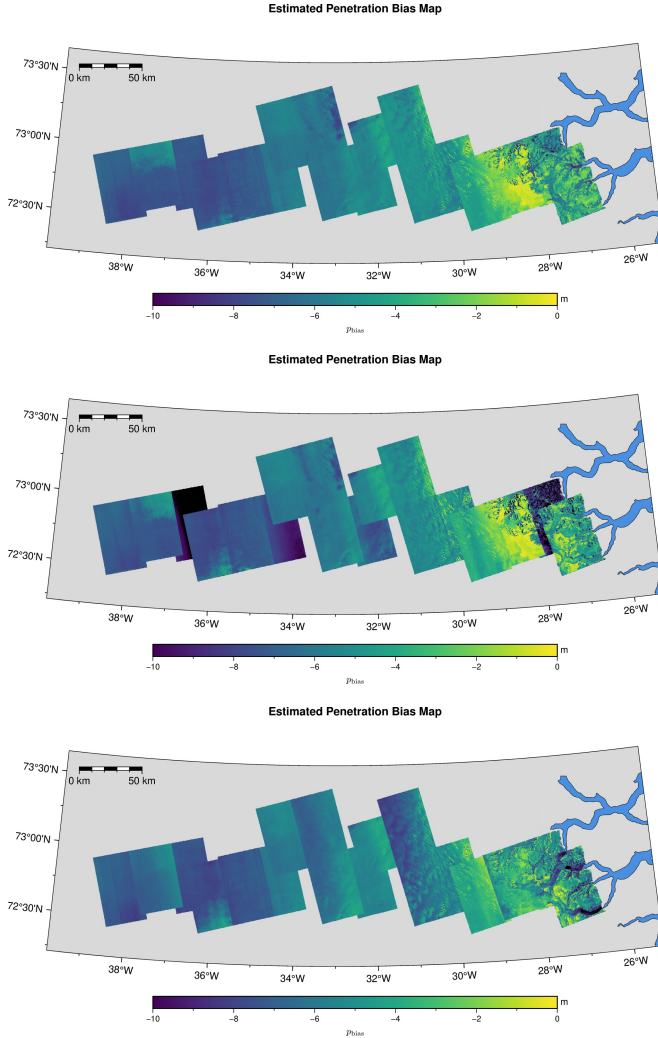 Estimated Penetration Bias Map
73°30'N
0 km 50 km
73°00'N
72°30'N
38°W 36°W 34°W 32°W 30°W 28°W 26°W
m
−10 −8 −6 −4 −2 0
pbias
Estimated Penetration Bias Map
73°30'N
0 km 50 km
73°00'N
72°30'N
38°W 36°W 34°W 32°W 30°W 28°W 26°W
m
−10 −8 −6 −4 −2 0
pbias
Estimated Penetration Bias Map
73°30'N
0 km 50 km
73°00'N
72°30'N
38°W 36°W 34°W 32°W 30°W 28°W 26°W
m
−10 −8 −6 −4 −2 0
pbias